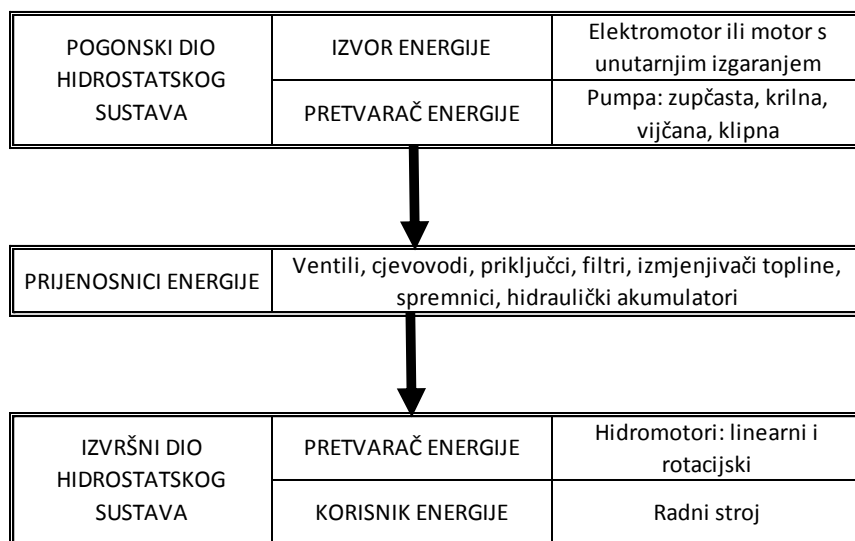 POGONSKI DIO
HIDROSTATSKOG
SUSTAVA
IZVOR ENERGIJE
Elektromotor ili motor s
unutarnjim izgaranjem
PRETVARAČ ENERGIJE
Pumpa: zupčasta, krilna,
vijčana, klipna
PRIJENOSNICI ENERGIJE
Ventili, cjevovodi, priključci, filtri, izmjenjivači topline,
spremnici, hidraulički akumulatori
IZVRŠNI DIO
HIDROSTATSKOG
SUSTAVA
PRETVARAČ ENERGIJE
Hidromotori: linearni i
rotacijski
KORISNIK ENERGIJE
Radni stroj